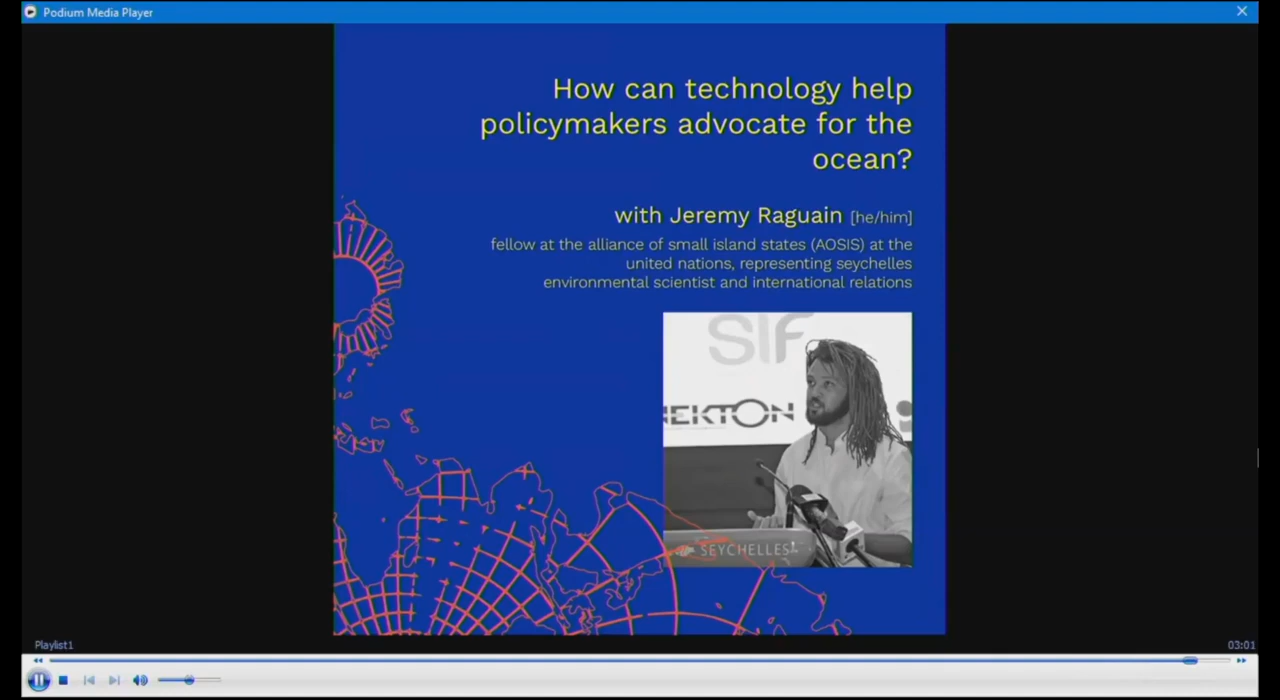 Podium Media Player
How can technology help
policymakers advocate for the
ocean?
with Jeremy Raguain [he/him]
fellow at the alliance of small island states (AOSIS) at the
united nations, representing seychelles
environmental scientist and international relations
SIF
NEKTON
SEYCHELLES
Playlist1
03:01